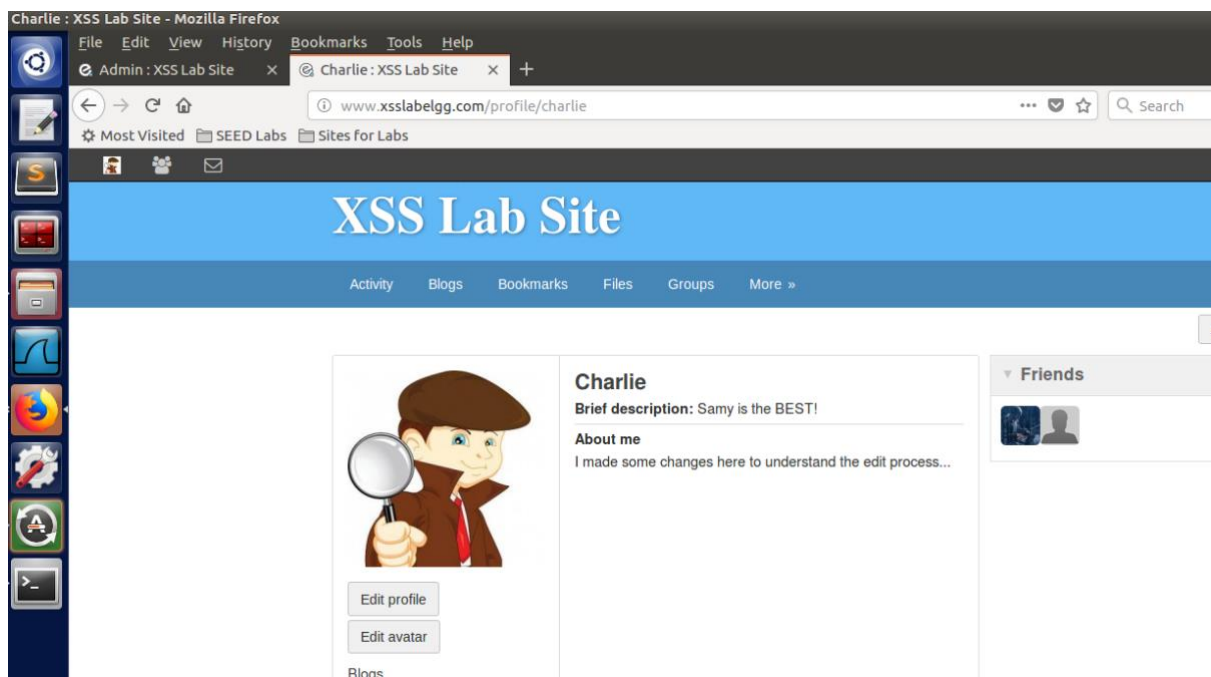 Charlie : XSS Lab Site - Mozilla Firefox
File Edit View History Bookmarks Tools Help
Admin : XSS Lab Site × Charlie : XSS Lab Site × +
www.xsslabelgg.com/profile/charlie ... Search
Most Visited SEED Labs Sites for Labs
XSS Lab Site
Activity Blogs Bookmarks Files Groups More »
Charlie
Brief description: Samy is the BEST!
About me
I made some changes here to understand the edit process...
Friends
Edit profile
Edit avatar
Blogs